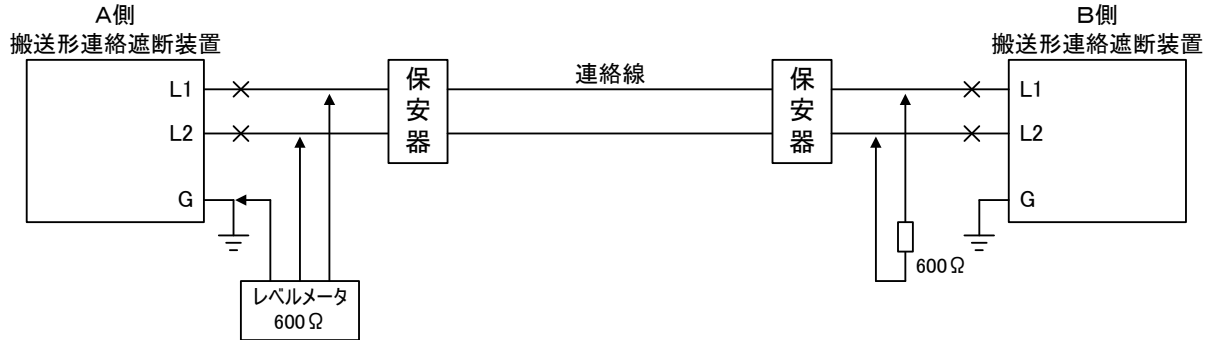 A側
搬送形連絡遮断装置
B側
搬送形連絡遮断装置
L1
L2
G
保安器
連絡線
保安器
L1
L2
G
レベルメータ
600Ω
600Ω